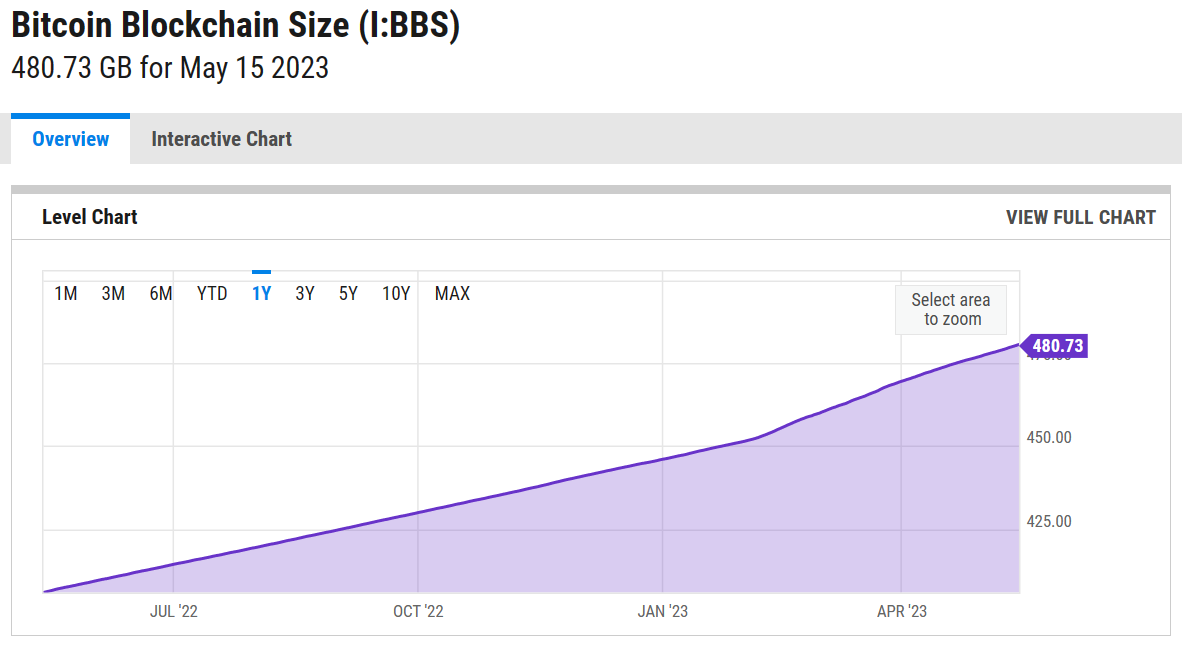 Bitcoin Blockchain Size (I:BBS)
480.73 GB for May 15 2023
Overview Interactive Chart
Level Chart VIEW FULL CHART
1M 3M 6M YTD 1Y 3Y 5Y 10Y MAX
Select area
to zoom
480.73
450.00
425.00
JUL '22 OCT '22 JAN '23 APR '23